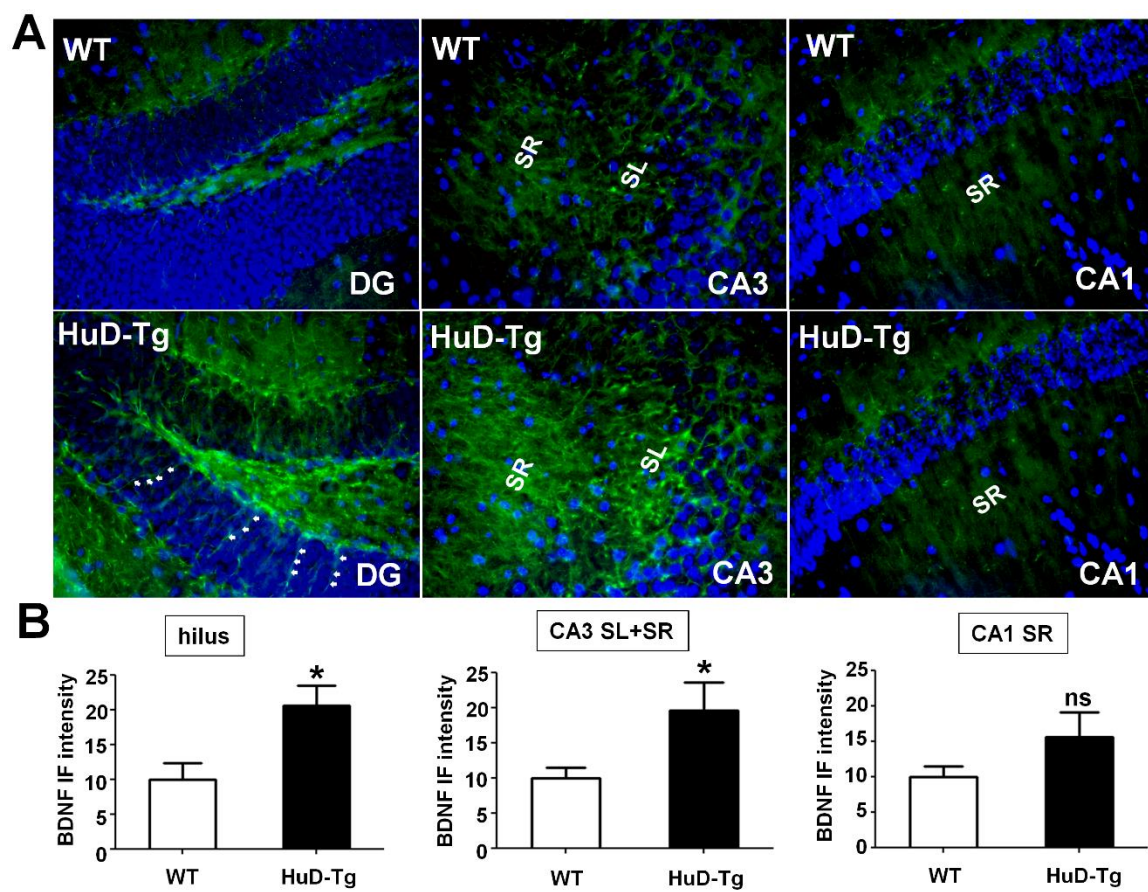 A
WT
DG
WT
SR
SL
CA3
WT
SR
CA1
HuD-Tg
DG
HuD-Tg
SR
SL
CA3
HuD-Tg
SR
CA1
B
hilus
BDNF IF intensity
25
20
15
10
5
0
*
WT
HuD-Tg
CA3 SL+SR
BDNF IF intensity
25
20
15
10
5
0
*
WT
HuD-Tg
CA1 SR
BDNF IF intensity
25
20
15
10
5
0
ns
WT
HuD-Tg